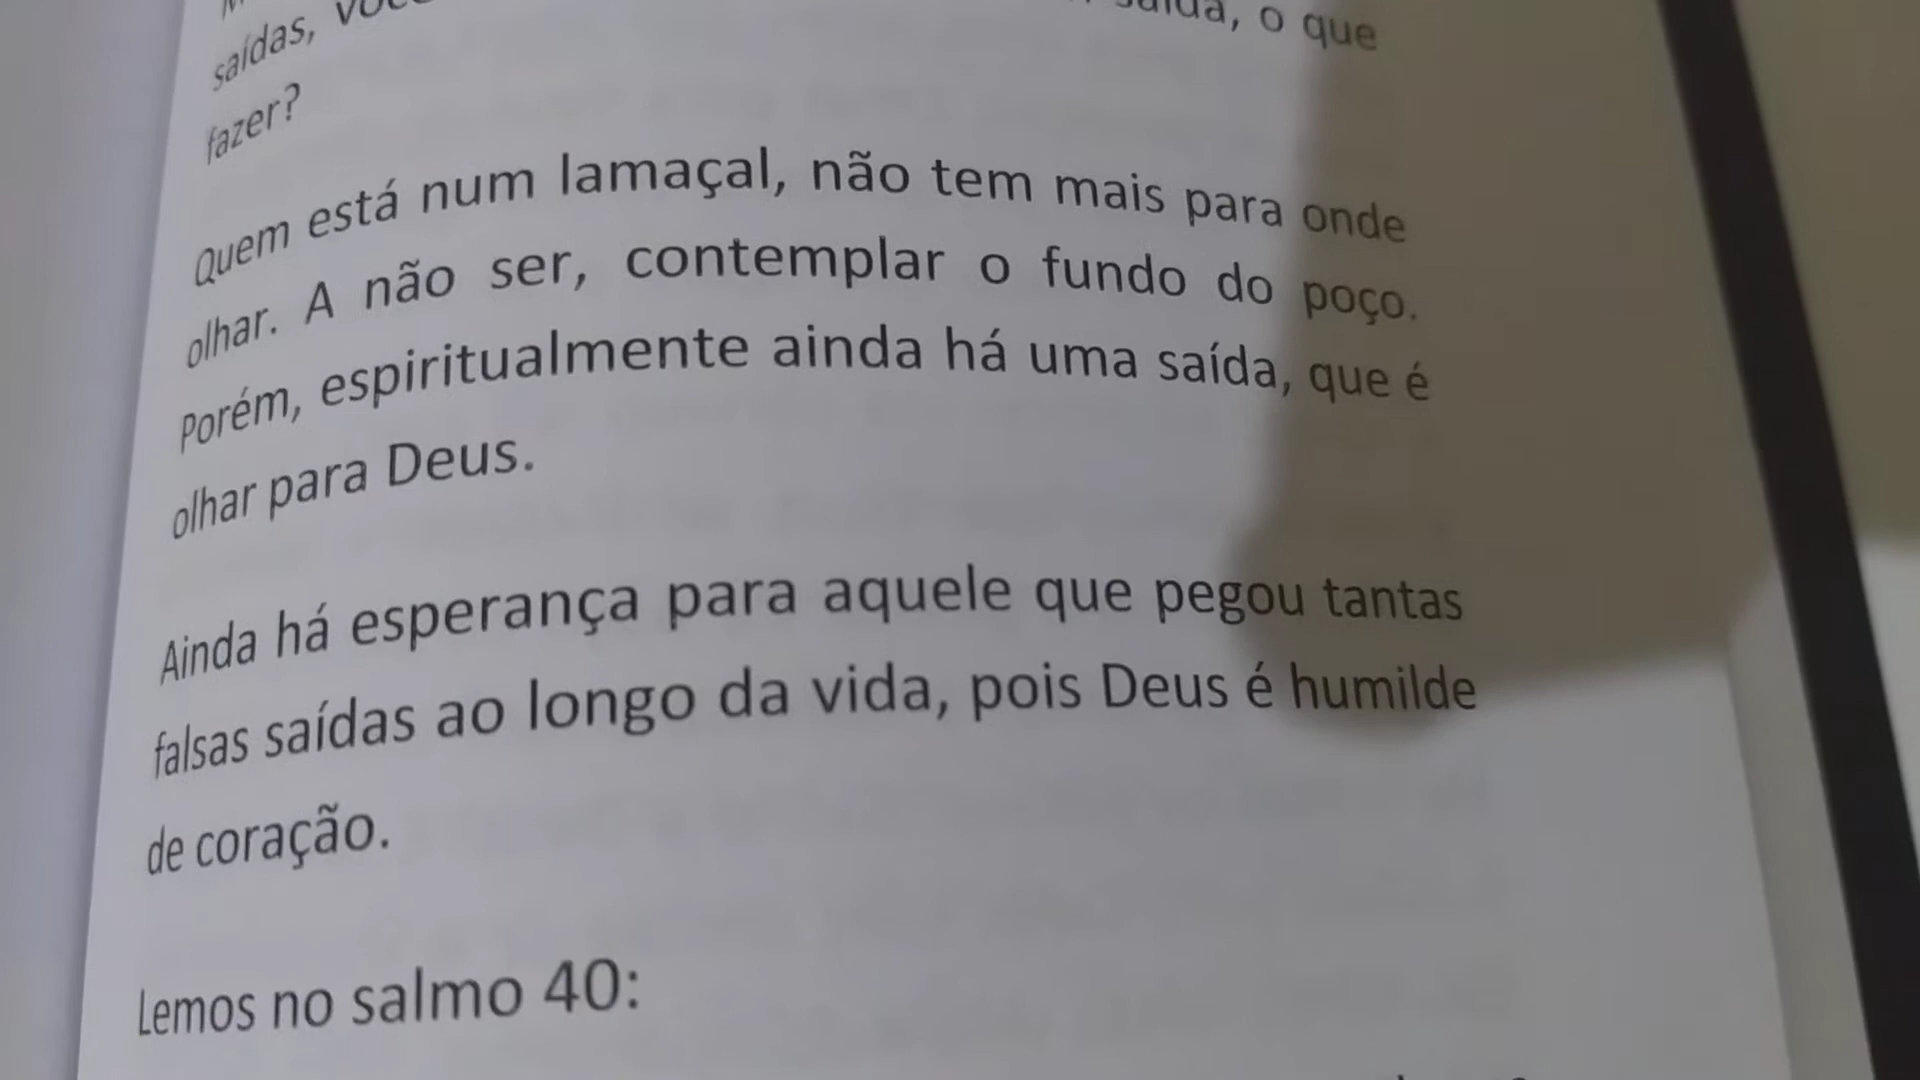 saídas, o que
fazer?
Quem está num lamaçal, não tem mais para onde
olhar. A não ser, contemplar o fundo do poço.
Porém, espiritualmente ainda há uma saída, que é
olhar para Deus.
Ainda há esperança para aquele que pegou tantas
falsas saídas ao longo da vida, pois Deus é humilde
de coração.
Lemos no salmo 40: